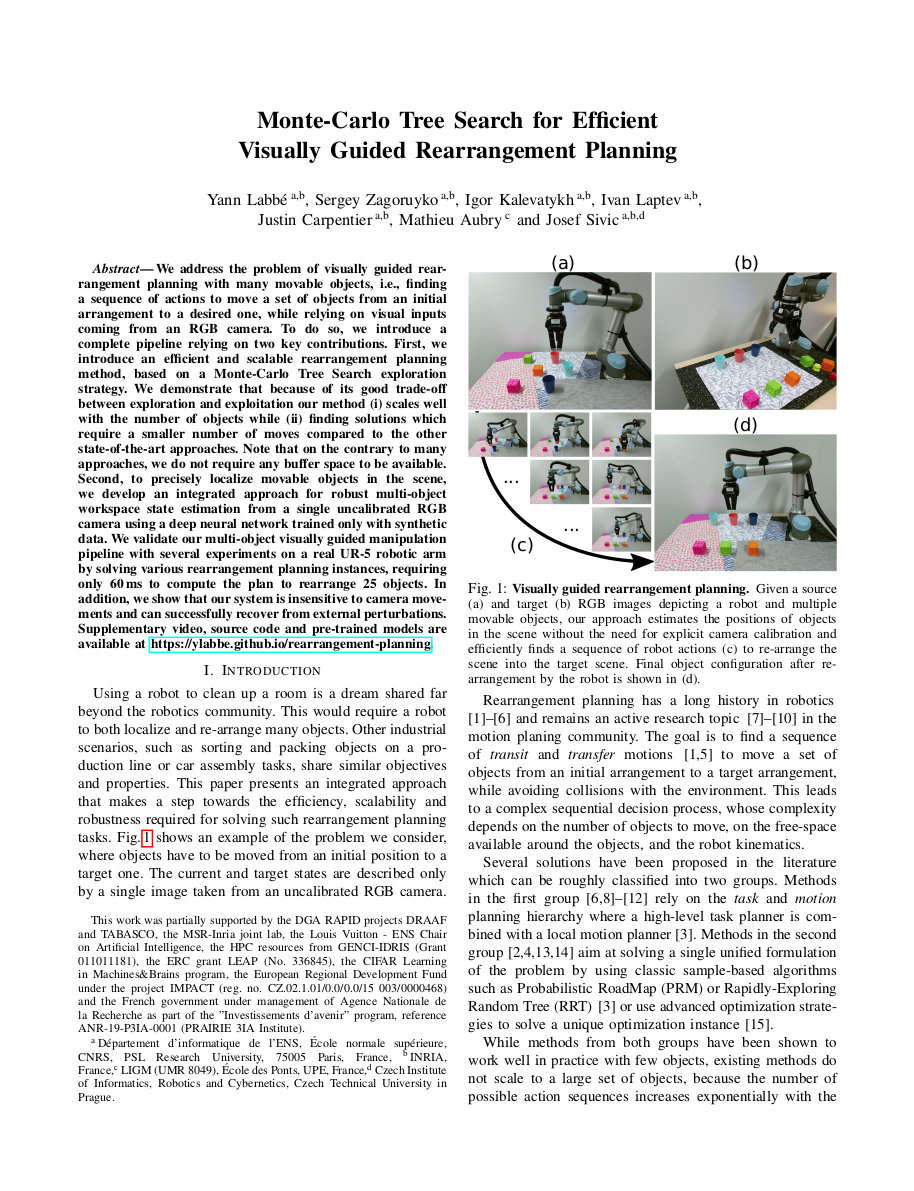 Monte-Carlo Tree Search for Efficient
Visually Guided Rearrangement Planning
Yann Labbé a,b, Sergey Zagoruyko a,b, Igor Kalevatykh a,b, Ivan Laptev a,b,
Justin Carpentier a,b, Mathieu Aubry c and Josef Sivic a,b,d
Abstract—We address the problem of visually guided rear-
rangement planning with many movable objects, i.e., finding
a sequence of actions to move a set of objects from an initial
arrangement to a desired one, while relying on visual inputs
coming from an RGB camera. To do so, we introduce a
complete pipeline relying on two key contributions. First, we
introduce an efficient and scalable rearrangement planning
method, based on a Monte-Carlo Tree Search exploration
strategy. We demonstrate that because of its good trade-off
between exploration and exploitation our method (i) scales well
with the number of objects while (ii) finding solutions which
require a smaller number of moves compared to the other
state-of-the-art approaches. Note that on the contrary to many
approaches, we do not require any buffer space to be available.
Second, to precisely localize movable objects in the scene,
we develop an integrated approach for robust multi-object
workspace state estimation from a single uncalibrated RGB
camera using a deep neural network trained only with synthetic
data. We validate our multi-object visually guided manipulation
pipeline with several experiments on a real UR-5 robotic arm
by solving various rearrangement planning instances, requiring
only 60 ms to compute the plan to rearrange 25 objects. In
addition, we show that our system is insensitive to camera move-
ments and can successfully recover from external perturbations.
Supplementary video, source code and pre-trained models are
available at https://ylabbe.github.io/rearrangement-planning
I. INTRODUCTION
Using a robot to clean up a room is a dream shared far
beyond the robotics community. This would require a robot
to both localize and re-arrange many objects. Other industrial
scenarios, such as sorting and packing objects on a pro-
duction line or car assembly tasks, share similar objectives
and properties. This paper presents an integrated approach
that makes a step towards the efficiency, scalability and
robustness required for solving such rearrangement planning
tasks. Fig. 1 shows an example of the problem we consider,
where objects have to be moved from an initial position to a
target one. The current and target states are described only
by a single image taken from an uncalibrated RGB camera.
This work was partially supported by the DGA RAPID projects DRAAF
and TABASCO, the MSR-Inria joint lab, the Louis Vuitton - ENS Chair
on Artificial Intelligence, the HPC resources from GENCI-IDRIS (Grant
011011181), the ERC grant LEAP (No. 336845), the CIFAR Learning
in Machines&Brains program, the European Regional Development Fund
under the project IMPACT (reg. no. CZ.02.1.01/0.0/0.0/15 003/0000468)
and the French government under management of Agence Nationale de
la Recherche as part of the "Investissements d'avenir" program, reference
ANR-19-P3IA-0001 (PRAIRIE 3IA Institute).
a Département d'informatique de l'ENS, École normale supérieure,
CNRS, PSL Research University, 75005 Paris, France, b INRIA,
France,c LIGM (UMR 8049), École des Ponts, UPE, France,d Czech Institute
of Informatics, Robotics and Cybernetics, Czech Technical University in
Prague.
(a)
(b)
(d)
...
...
(c)
Fig. 1: Visually guided rearrangement planning. Given a source
(a) and target (b) RGB images depicting a robot and multiple
movable objects, our approach estimates the positions of objects
in the scene without the need for explicit camera calibration and
efficiently finds a sequence of robot actions (c) to re-arrange the
scene into the target scene. Final object configuration after re-
arrangement by the robot is shown in (d).
Rearrangement planning has a long history in robotics
[1]–[6] and remains an active research topic [7]–[10] in the
motion planing community. The goal is to find a sequence
of transit and transfer motions [1,5] to move a set of
objects from an initial arrangement to a target arrangement,
while avoiding collisions with the environment. This leads
to a complex sequential decision process, whose complexity
depends on the number of objects to move, on the free-space
available around the objects, and the robot kinematics.
Several solutions have been proposed in the literature
which can be roughly classified into two groups. Methods
in the first group [6,8]–[12] rely on the task and motion
planning hierarchy where a high-level task planner is com-
bined with a local motion planner [3]. Methods in the second
group [2,4,13,14] aim at solving a single unified formulation
of the problem by using classic sample-based algorithms
such as Probabilistic RoadMap (PRM) or Rapidly-Exploring
Random Tree (RRT) [3] or use advanced optimization strate-
gies to solve a unique optimization instance [15].
While methods from both groups have been shown to
work well in practice with few objects, existing methods do
not scale to a large set of objects, because the number of
possible action sequences increases exponentially with the